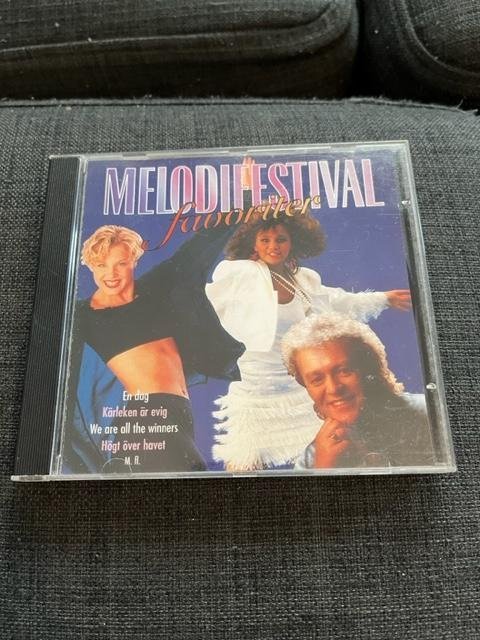 MELODIFESTIVAL
favoriter
En dag
Kärleken är evig
We are all the winners
Högt över havet
M. fl.